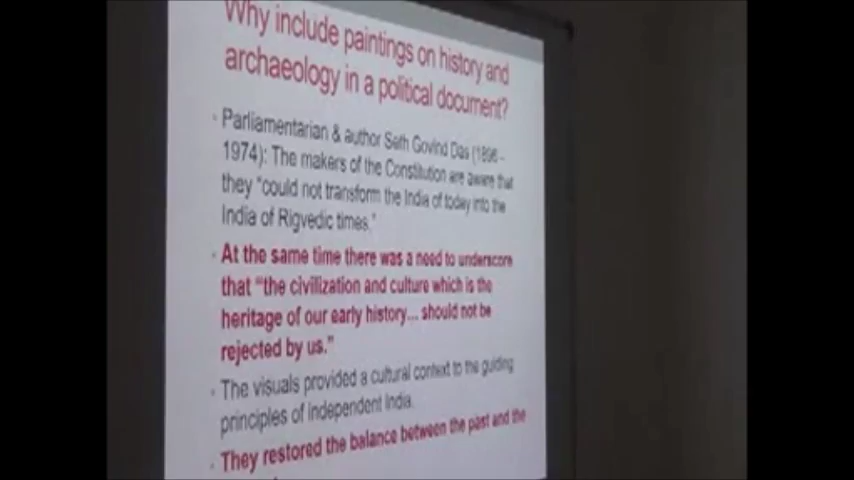 Why include paintings on history and
archaeology in a political document?
• Parliamentarian & author Seth Govind Das (1896 –
1974): The makers of the Constitution are aware that
they "could not transform the India of today into the
India of Rigvedic times."
• At the same time there was a need to underscore
that "the civilization and culture which is the
heritage of our early history... should not be
rejected by us."
• The visuals provided a cultural context to the guiding
principles of independent India.
• They restored the balance between the past and the